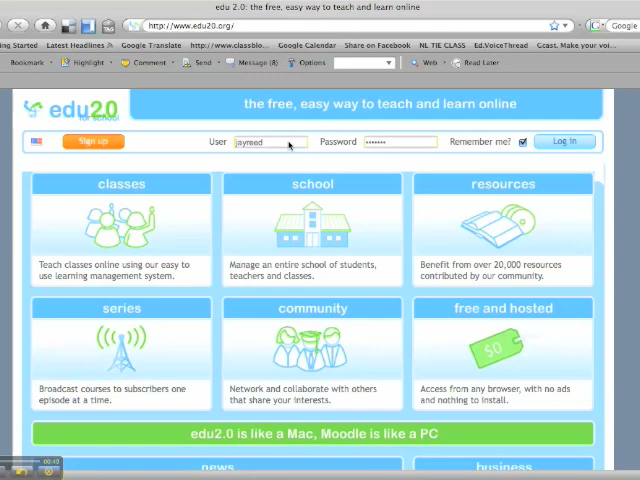 edu 2.0: the free, easy way to teach and learn online
http://www.edu20.org/
Getting Started Latest Headlines Google Translate http://www.classblo... Google Calendar Share on Facebook NL TIE CLASS Ed.VoiceThread Gcast. Make your voi...
Bookmark Highlight Comment Send Message (8) Options Web Read Later
edu2.0
for school
the free, easy way to teach and learn online
Sign up User jayreed Password ••••••• Remember me? Log in
classes school resources
Teach classes online using our easy to use learning management system.
Manage an entire school of students, teachers and classes.
Benefit from over 20,000 resources contributed by our community.
series community free and hosted
$0
Broadcast courses to subscribers one episode at a time.
Network and collaborate with others that share your interests.
Access from any browser, with no ads and nothing to install.
edu2.0 is like a Mac, Moodle is like a PC
news business
00:40